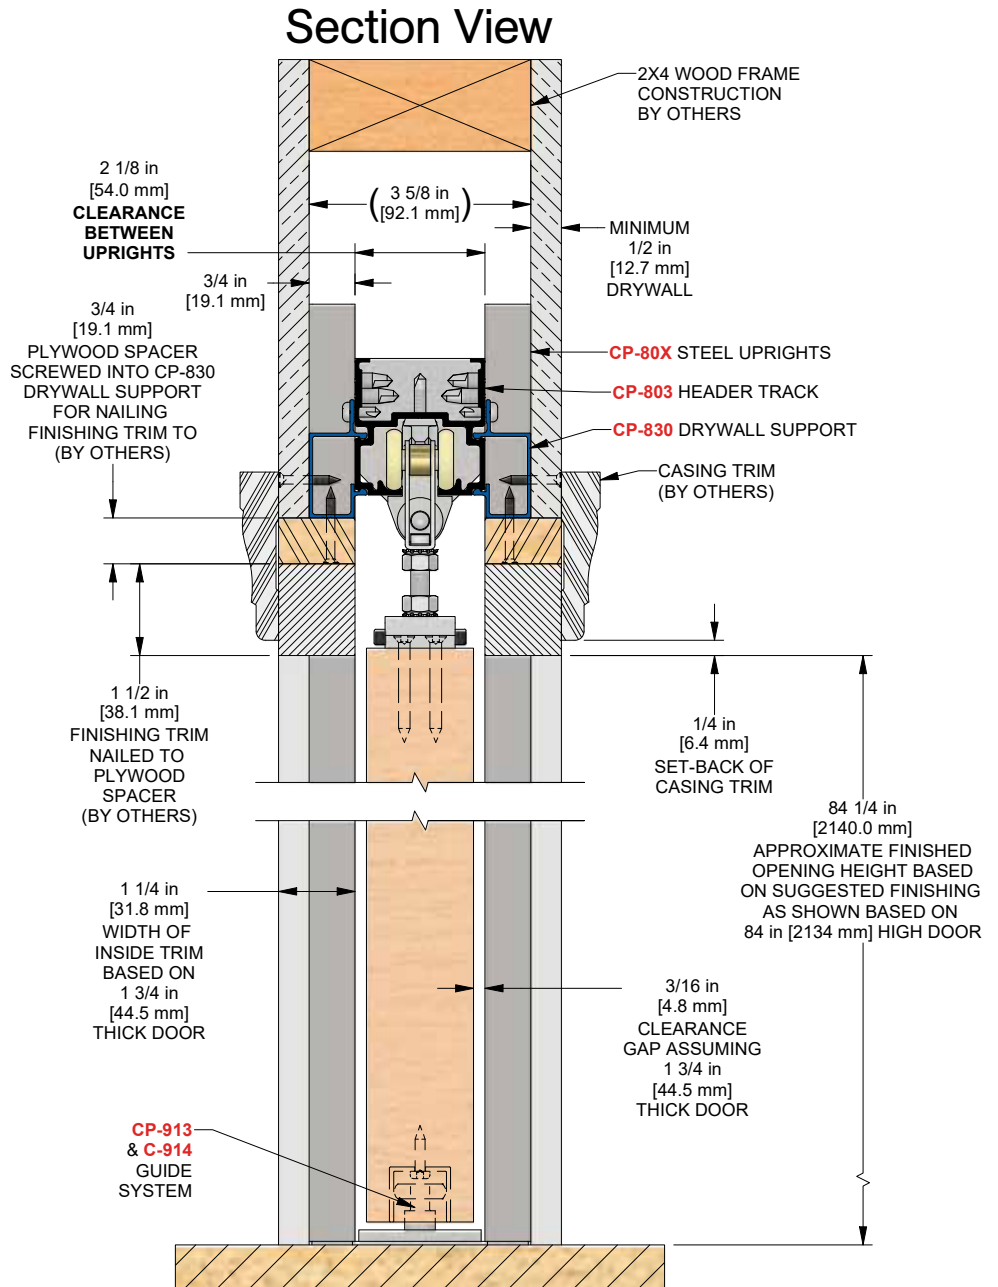 Section View
2X4 WOOD FRAME
CONSTRUCTION
BY OTHERS
2 1/8 in
[54.0 mm]
CLEARANCE
BETWEEN
UPRIGHTS
(3 5/8 in
[92.1 mm])
MINIMUM
1/2 in
[12.7 mm]
DRYWALL
3/4 in
[19.1 mm]
3/4 in
[19.1 mm]
PLYWOOD SPACER
SCREWED INTO CP-830
DRYWALL SUPPORT
FOR NAILING
FINISHING TRIM TO
(BY OTHERS)
CP-80X STEEL UPRIGHTS
CP-803 HEADER TRACK
CP-830 DRYWALL SUPPORT
CASING TRIM
(BY OTHERS)
1 1/2 in
[38.1 mm]
FINISHING TRIM
NAILED TO
PLYWOOD
SPACER
(BY OTHERS)
1/4 in
[6.4 mm]
SET-BACK OF
CASING TRIM
84 1/4 in
[2140.0 mm]
APPROXIMATE FINISHED
OPENING HEIGHT BASED
ON SUGGESTED FINISHING
AS SHOWN BASED ON
84 in [2134 mm] HIGH DOOR
1 1/4 in
[31.8 mm]
WIDTH OF
INSIDE TRIM
BASED ON
1 3/4 in
[44.5 mm]
THICK DOOR
3/16 in
[4.8 mm]
CLEARANCE
GAP ASSUMING
1 3/4 in
[44.5 mm]
THICK DOOR
CP-913
& C-914
GUIDE
SYSTEM